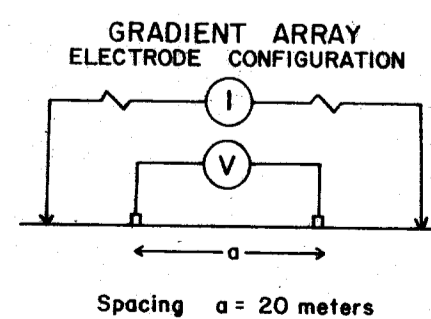 GRADIENT ARRAY
ELECTRODE CONFIGURATION
I
V
a
Spacing a = 20 meters